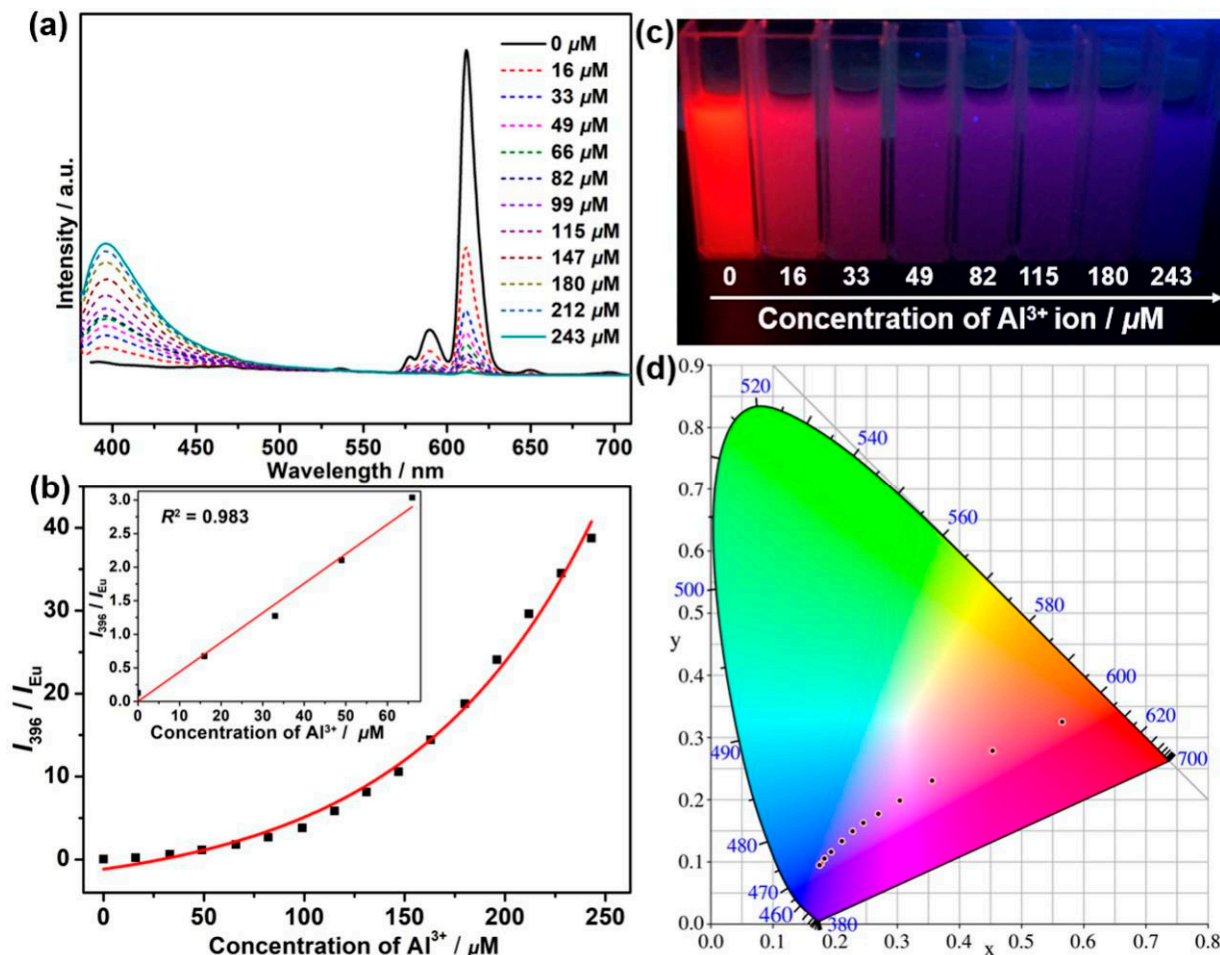 (a)
0 μM
16 μM
33 μM
49 μM
66 μM
82 μM
99 μM
115 μM
147 μM
180 μM
212 μM
243 μM
Intensity / a.u.
400 450 500 550 600 650 700
Wavelength / nm
(b)
R² = 0.983
3.0
2.5
2.0
1.5
1.0
0.5
0.0
I₃₉₆ / I_Eu
0 10 20 30 40 50 60
Concentration of Al³⁺ / μM
40
30
20
10
0
I₃₉₆ / I_Eu
0 50 100 150 200 250
Concentration of Al³⁺ / μM
(c)
0 16 33 49 82 115 180 243
Concentration of Al³⁺ ion / μM
(d)
0.9
0.8
0.7
0.6
0.5
y
0.4
0.3
0.2
0.1
0.0
520
540
560
580
600
620
700
500
490
480
470
460
380
0.0 0.1 0.2 0.3 0.4 0.5 0.6 0.7 0.8
x